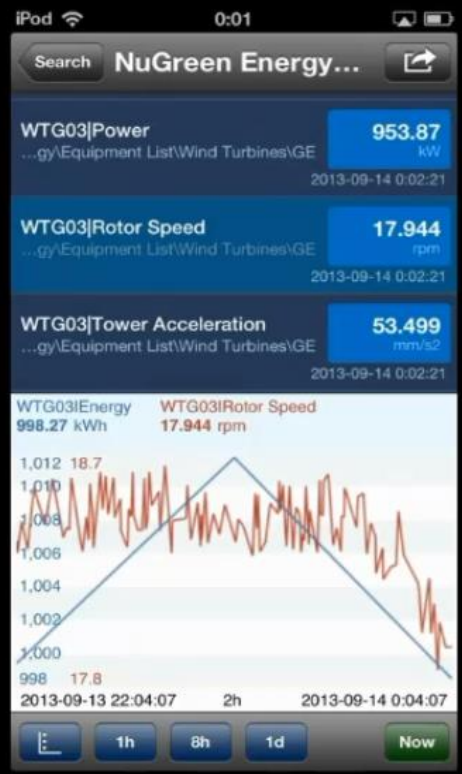 iPod 0:01
Search NuGreen Energy...
WTG03|Power 953.87
...gy\Equipment List\Wind Turbines\GE kW
2013-09-14 0:02:21
WTG03|Rotor Speed 17.944
...gy\Equipment List\Wind Turbines\GE rpm
2013-09-14 0:02:21
WTG03|Tower Acceleration 53.499
...gy\Equipment List\Wind Turbines\GE mm/s2
2013-09-14 0:02:21
WTG03|Energy WTG03|Rotor Speed
998.27 kWh 17.944 rpm
1,012 18.7
1,010
1,008
1,006
1,004
1,002
1,000
998 17.8
2013-09-13 22:04:07 2h 2013-09-14 0:04:07
1h 8h 1d Now